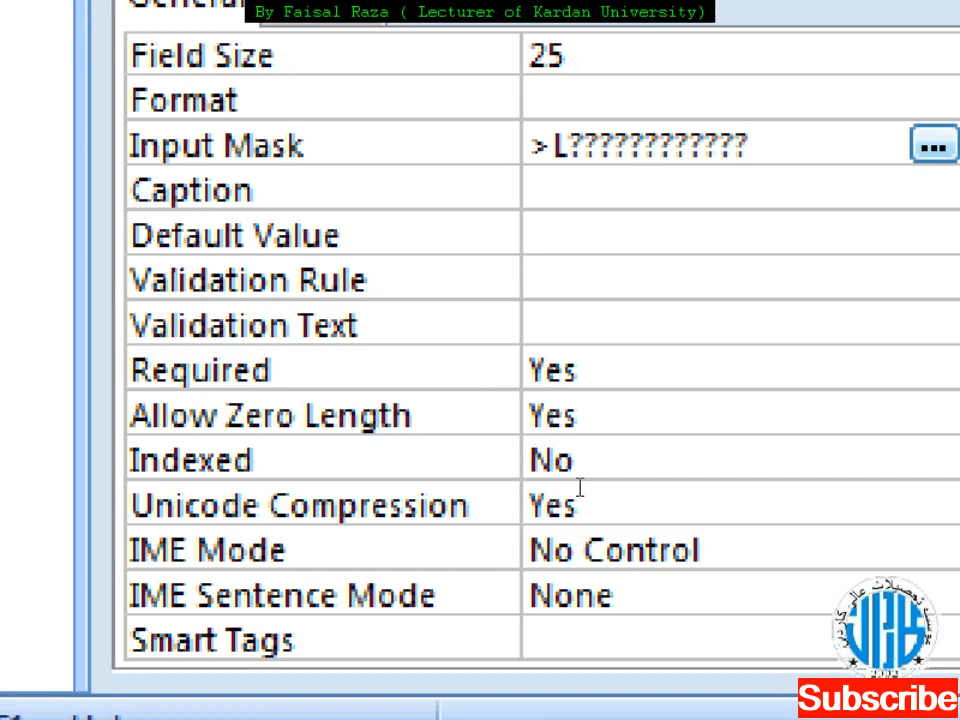 By Faisal Raza ( Lecturer of Kardan University)
General
Field Size 25
Format
Input Mask >L????????????
Caption
Default Value
Validation Rule
Validation Text
Required Yes
Allow Zero Length Yes
Indexed No
Unicode Compression Yes
IME Mode No Control
IME Sentence Mode None
Smart Tags
Subscribe